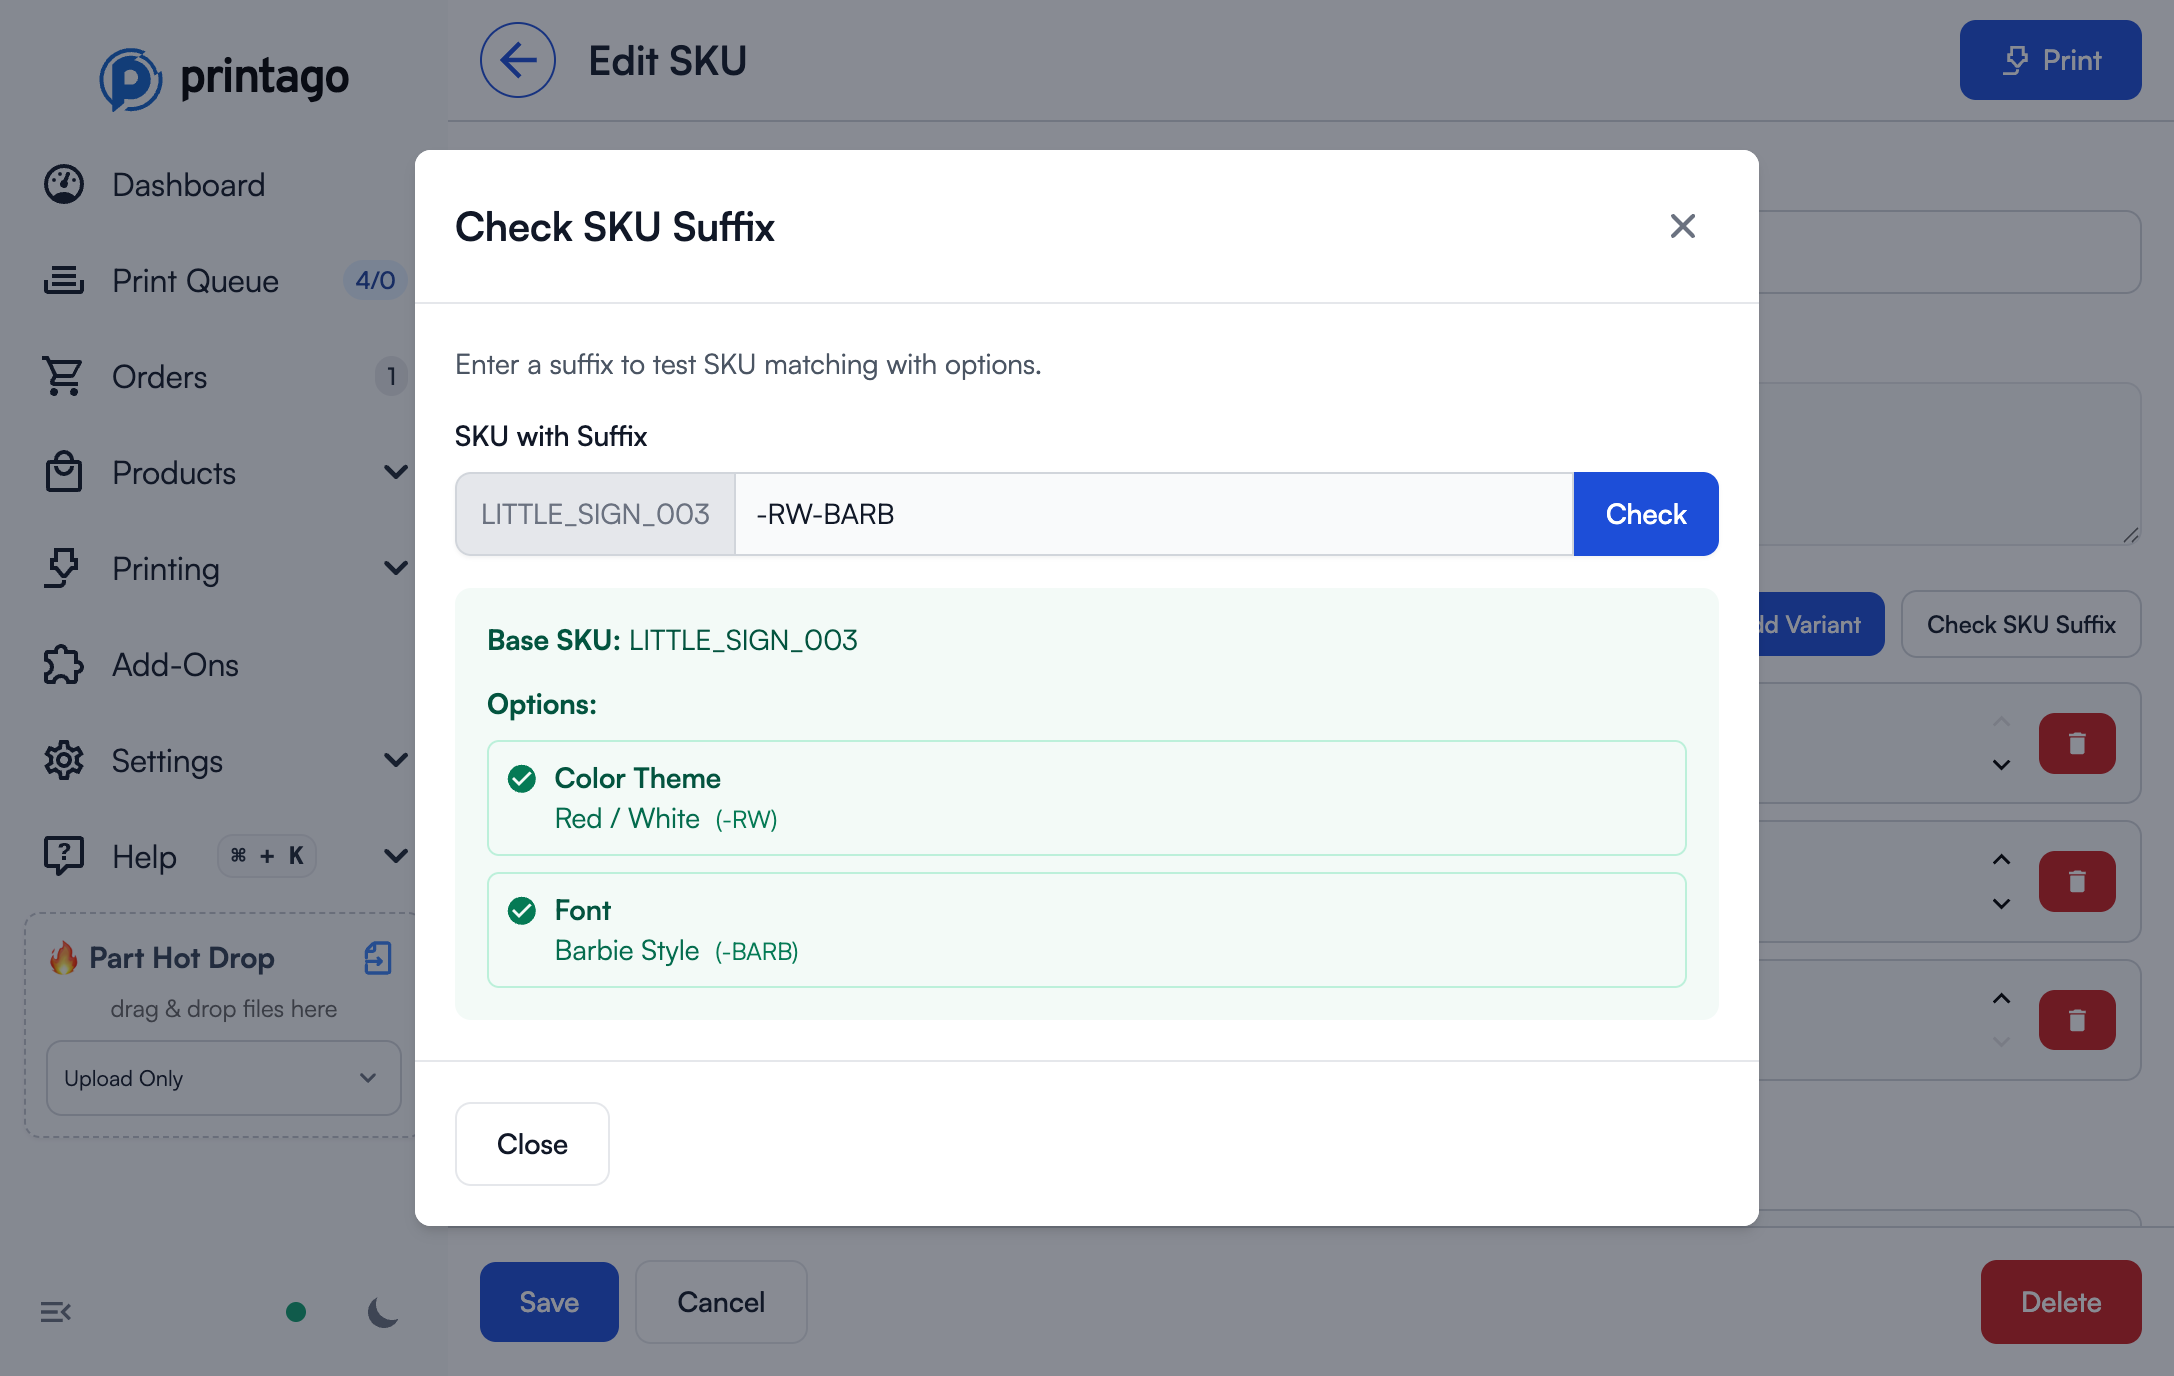 printago
Edit SKU
Print
Dashboard
Print Queue 4/0
Orders 1
Products
Printing
Add-Ons
Settings
Help ⌘ + K
🔥 Part Hot Drop
drag & drop files here
Upload Only
Check SKU Suffix
Enter a suffix to test SKU matching with options.
SKU with Suffix
LITTLE_SIGN_003 -RW-BARB Check
Base SKU: LITTLE_SIGN_003
Options:
Color Theme
Red / White (-RW)
Font
Barbie Style (-BARB)
Close
Variant
Check SKU Suffix
Save
Cancel
Delete